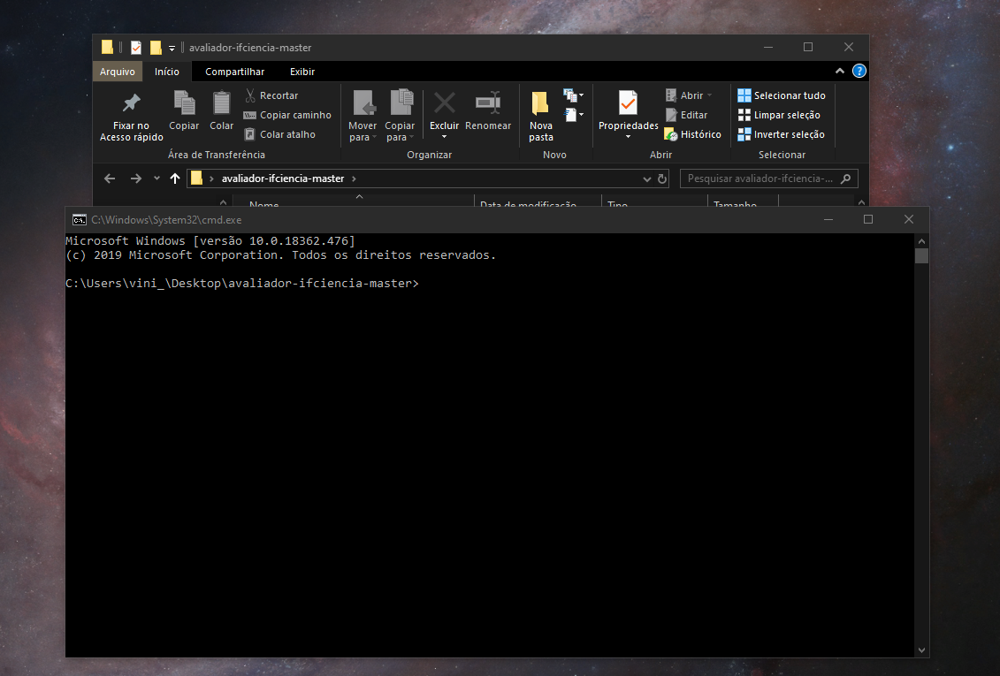 avaliador-ifciencia-master
Arquivo Início Compartilhar Exibir
Fixar no
Acesso rápido
Copiar
Colar
Recortar
Copiar caminho
Colar atalho
Mover
para
Copiar
para
Excluir
Renomear
Nova
pasta
Propriedades
Abrir
Editar
Histórico
Selecionar tudo
Limpar seleção
Inverter seleção
Área de Transferência Organizar Novo Abrir Selecionar
avaliador-ifciencia-master
Pesquisar avaliador-ifciencia-...
Nome Data de modificação Tipo Tamanho
C:\Windows\System32\cmd.exe
Microsoft Windows [versão 10.0.18362.476]
(c) 2019 Microsoft Corporation. Todos os direitos reservados.
C:\Users\vini_\Desktop\avaliador-ifciencia-master>